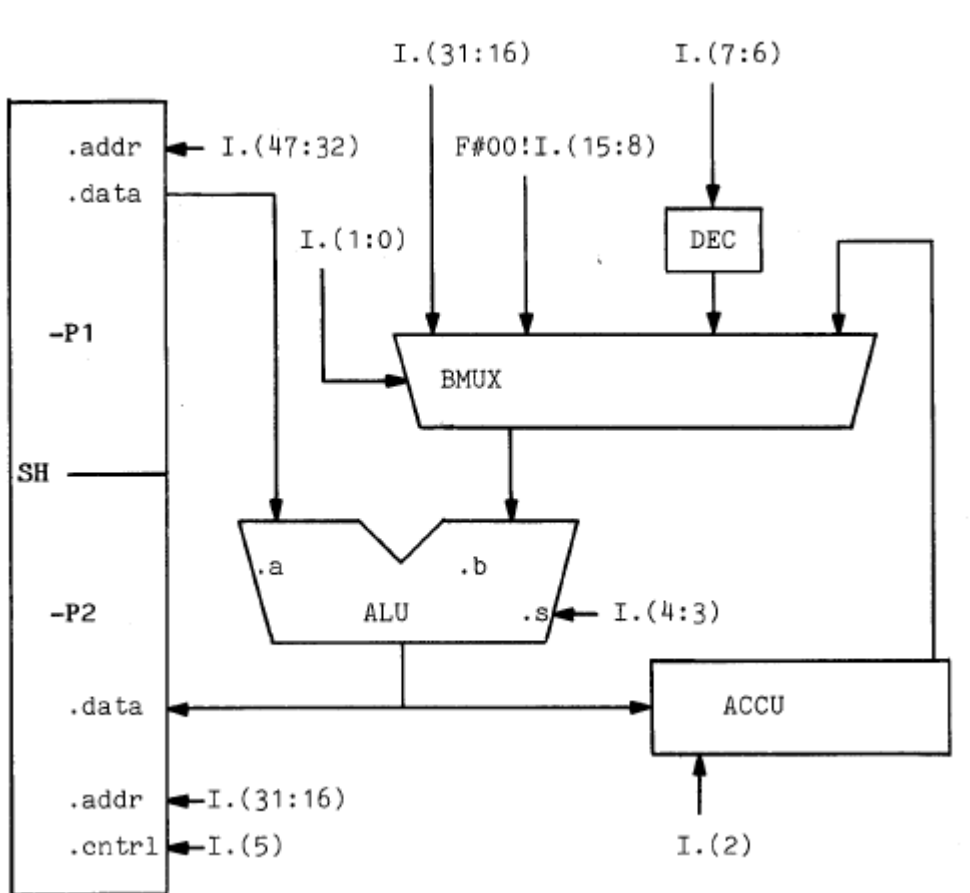 I.(31:16)
I.(7:6)
.addr
I.(47:32)
F#00!I.(15:8)
.data
I.(1:0)
DEC
-P1
BMUX
SH
.a
.b
-P2
ALU
.s
I.(4:3)
.data
ACCU
.addr
I.(31:16)
.cntrl
I.(5)
I.(2)